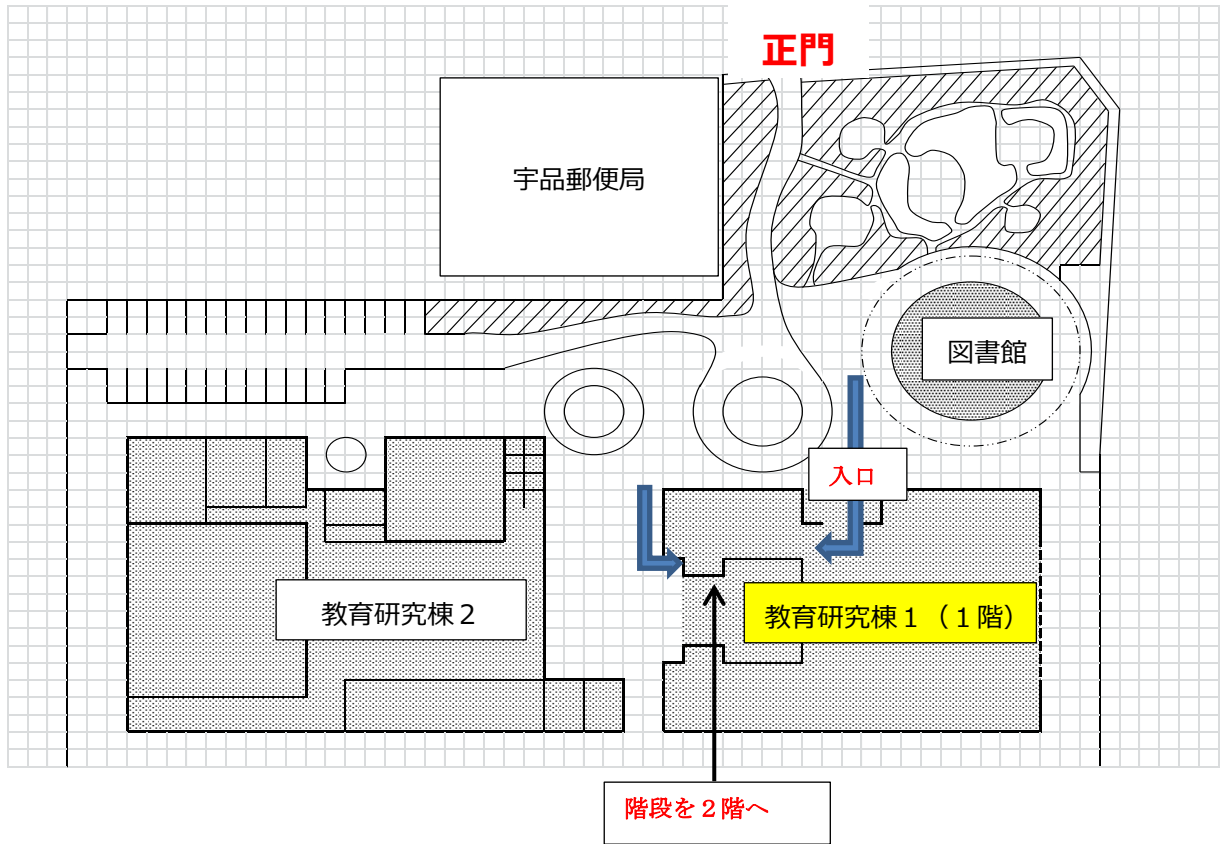 正門
宇品郵便局
図書館
入口
教育研究棟２
教育研究棟１（１階）
階段を２階へ